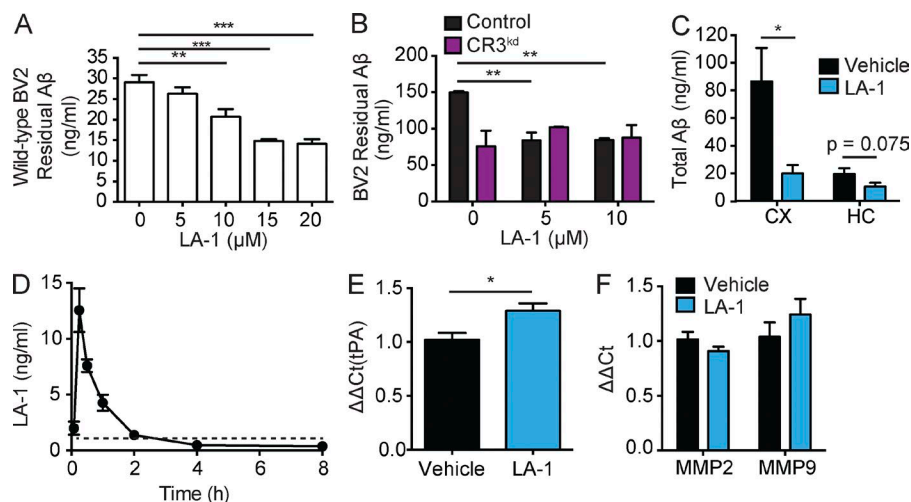 A
Wild-type BV2
Residual Aβ
(ng/ml)
35
30
25
20
15
10
5
0
***
***
**
0 5 10 15 20
LA-1 (µM)
B
Control
CR3kd
BV2 Residual Aβ
(ng/ml)
200
150
100
50
0
**
**
0 5 10
LA-1 (µM)
C
Total Aβ (ng/ml)
120
100
80
60
40
20
0
*
Vehicle
LA-1
p = 0.075
CX HC
D
LA-1 (ng/ml)
15
10
5
0
0 2 4 6 8
Time (h)
E
ΔΔCt(tPA)
1.5
1.0
0.5
0.0
*
Vehicle LA-1
F
Vehicle
LA-1
ΔΔCt
1.5
1.0
0.5
0.0
MMP2 MMP9